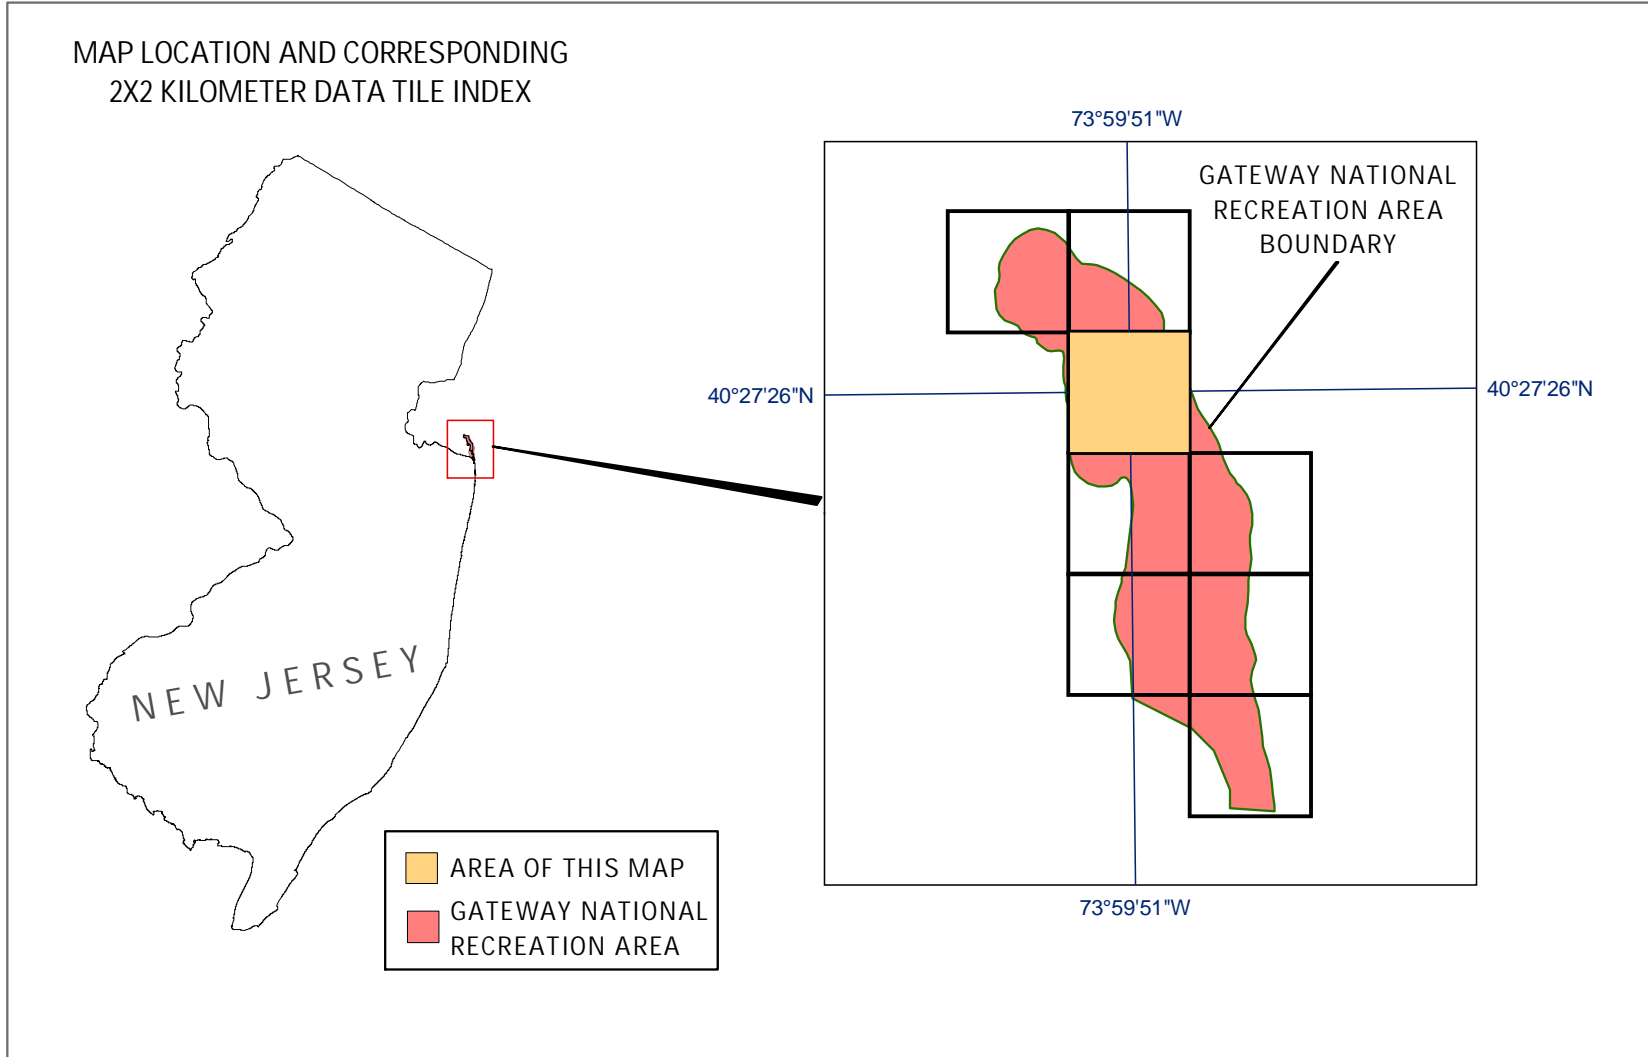 MAP LOCATION AND CORRESPONDING
2X2 KILOMETER DATA TILE INDEX
73°59'51"W
GATEWAY NATIONAL
RECREATION AREA
BOUNDARY
40°27'26"N
40°27'26"N
NEW JERSEY
AREA OF THIS MAP
GATEWAY NATIONAL
RECREATION AREA
73°59'51"W